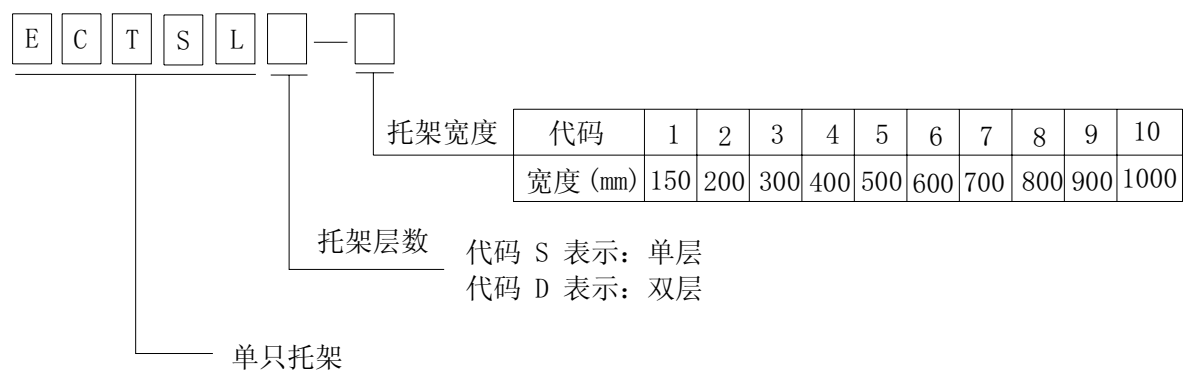 E C T S L —
托架宽度 代码 1 2 3 4 5 6 7 8 9 10
宽度(mm) 150 200 300 400 500 600 700 800 900 1000
托架层数 代码 S 表示：单层
代码 D 表示：双层
单只托架